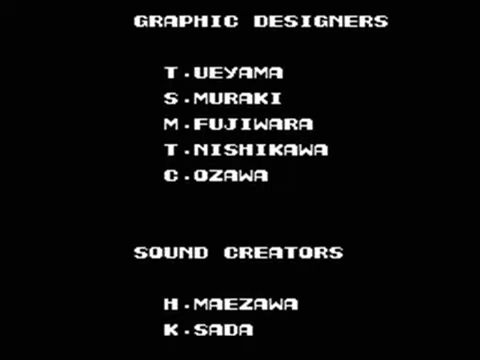 GRAPHIC DESIGNERS
T.UEYAMA
S.MURAKI
M.FUJIWARA
T.NISHIKAWA
C.OZAWA
SOUND CREATORS
H.MAEZAWA
K.SADA